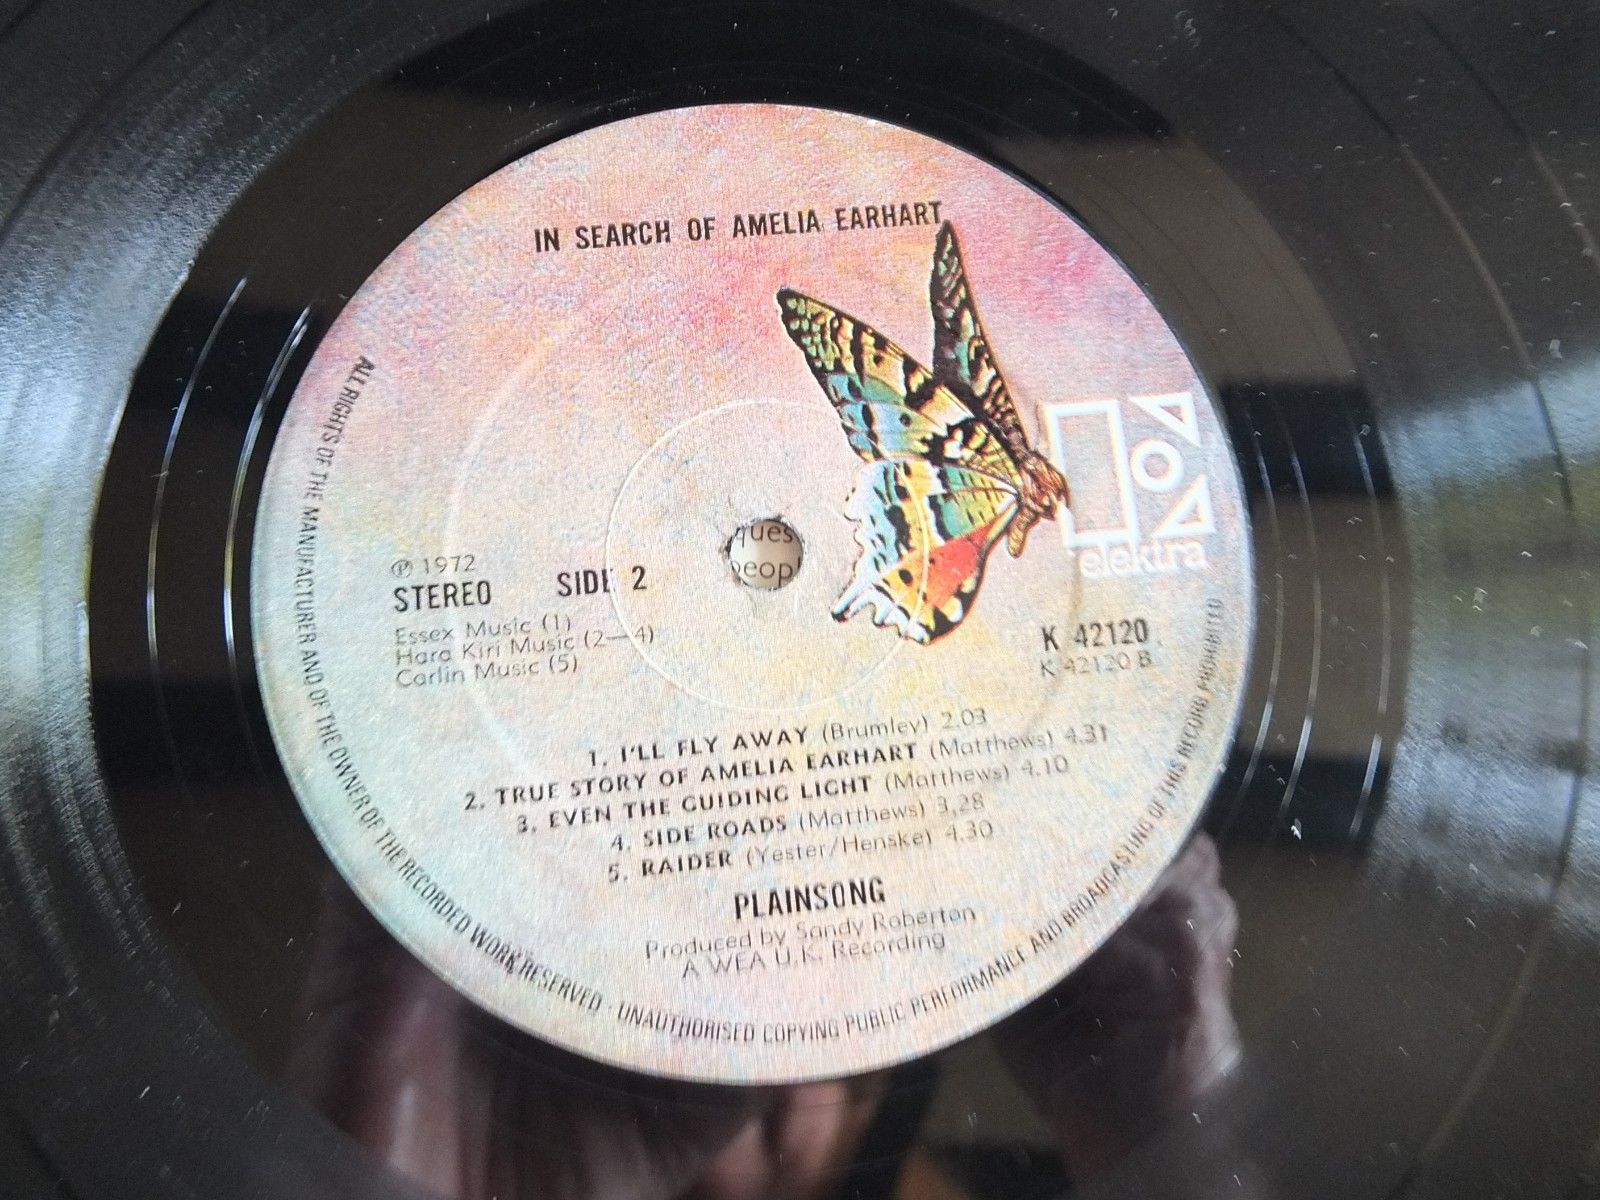 IN SEARCH OF AMELIA EARHART
elektra
℗ 1972
STEREO SIDE 2
Essex Music (1)
Hara Kiri Music (2—4)
Carlin Music (5)
K 42120
K 42120 B
1. I'LL FLY AWAY (Brumley) 2.03
2. TRUE STORY OF AMELIA EARHART (Matthews) 4.31
3. EVEN THE GUIDING LIGHT (Matthews) 4.10
4. SIDE ROADS (Matthews) 3,28
5. RAIDER (Yester/Henske) 4.30
PLAINSONG
Produced by Sandy Roberton
A WEA U.K. Recording
ALL RIGHTS OF THE MANUFACTURER AND OF THE OWNER OF THE RECORDED WORK RESERVED · UNAUTHORISED COPYING PUBLIC PERFORMANCE AND BROADCASTING OF THIS RECORD PROHIBITED
ques
peop